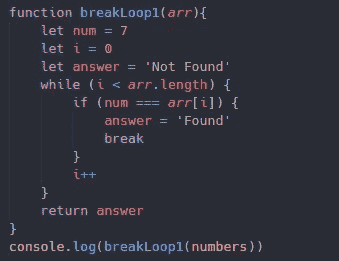 function breakLoop1(arr){
    let num = 7
    let i = 0
    let answer = 'Not Found'
    while (i < arr.length) {
        if (num === arr[i]) {
            answer = 'Found'
            break
        }
        i++
    }
    return answer
}
console.log(breakLoop1(numbers))